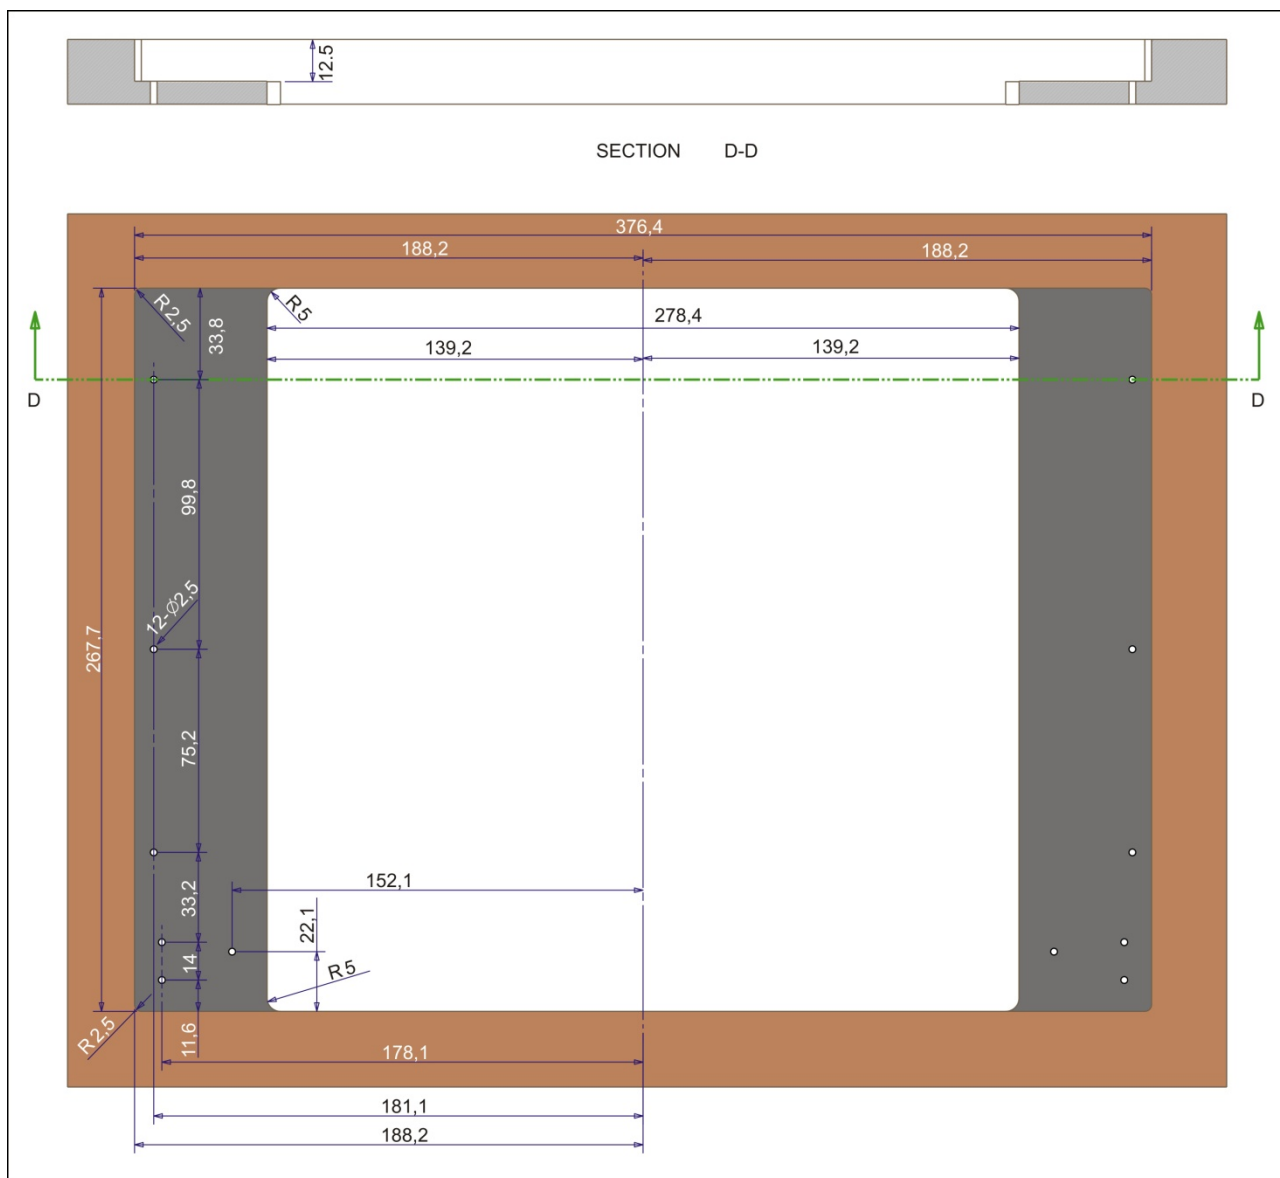 12.5
SECTION D-D
376,4
188,2
188,2
R2,5
33,8
R5
278,4
139,2
139,2
D
D
99,8
12-Ø2,5
267,7
75,2
152,1
33,2
22,1
14
R5
R2,5
11,6
178,1
181,1
188,2